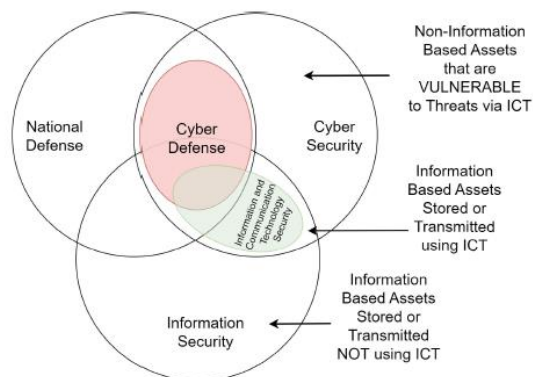 Non-Information
Based Assets
that are
VULNERABLE
to Threats via ICT
National
Defense
Cyber
Defense
Cyber
Security
Information and
Communication
Technology
Security
Information
Based Assets
Stored or
Transmitted
using ICT
Information
Security
Information
Based Assets
Stored or
Transmitted
NOT using ICT